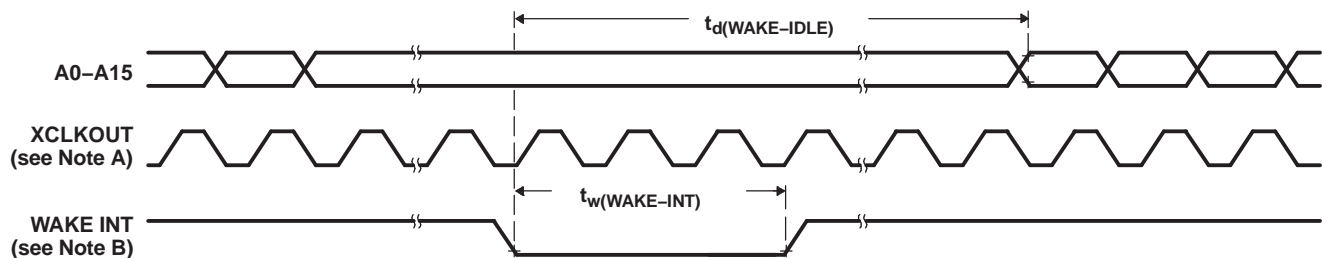 td(WAKE–IDLE)
A0–A15
XCLKOUT
(see Note A)
tw(WAKE–INT)
WAKE INT
(see Note B)